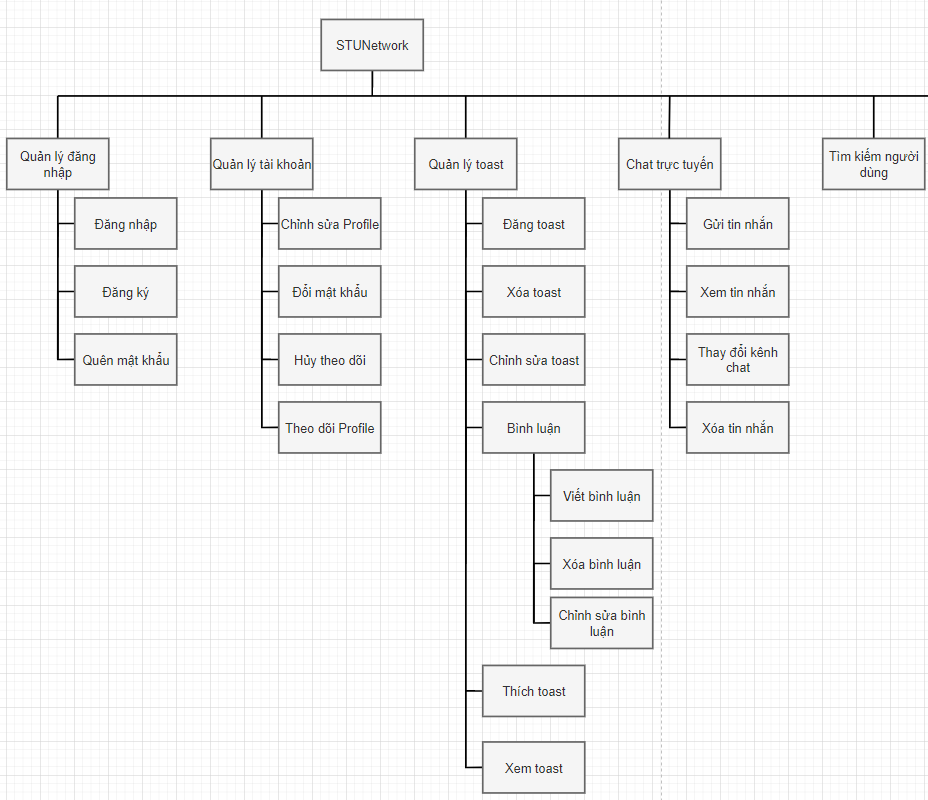 STUNetwork
Quản lý đăng
nhập
Quản lý tài khoản
Quản lý toast
Chat trực tuyến
Tìm kiếm người
dùng
Đăng nhập
Đăng ký
Quên mật khẩu
Chỉnh sửa Profile
Đổi mật khẩu
Hủy theo dõi
Theo dõi Profile
Đăng toast
Xóa toast
Chỉnh sửa toast
Bình luận
Viết bình luận
Xóa bình luận
Chỉnh sửa bình
luận
Thích toast
Xem toast
Gửi tin nhắn
Xem tin nhắn
Thay đổi kênh
chat
Xóa tin nhắn